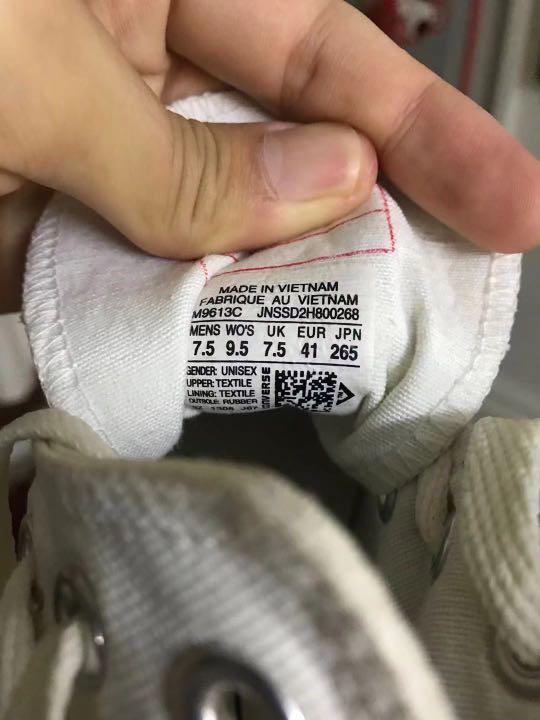 MADE IN VIETNAM
FABRIQUE AU VIETNAM
M9613C JNSSD2H800268
MENS WO'S UK EUR JPN
7.5 9.5 7.5 41 265
GENDER: UNISEX
UPPER: TEXTILE
LINING: TEXTILE
OUTSOLE: RUBBER